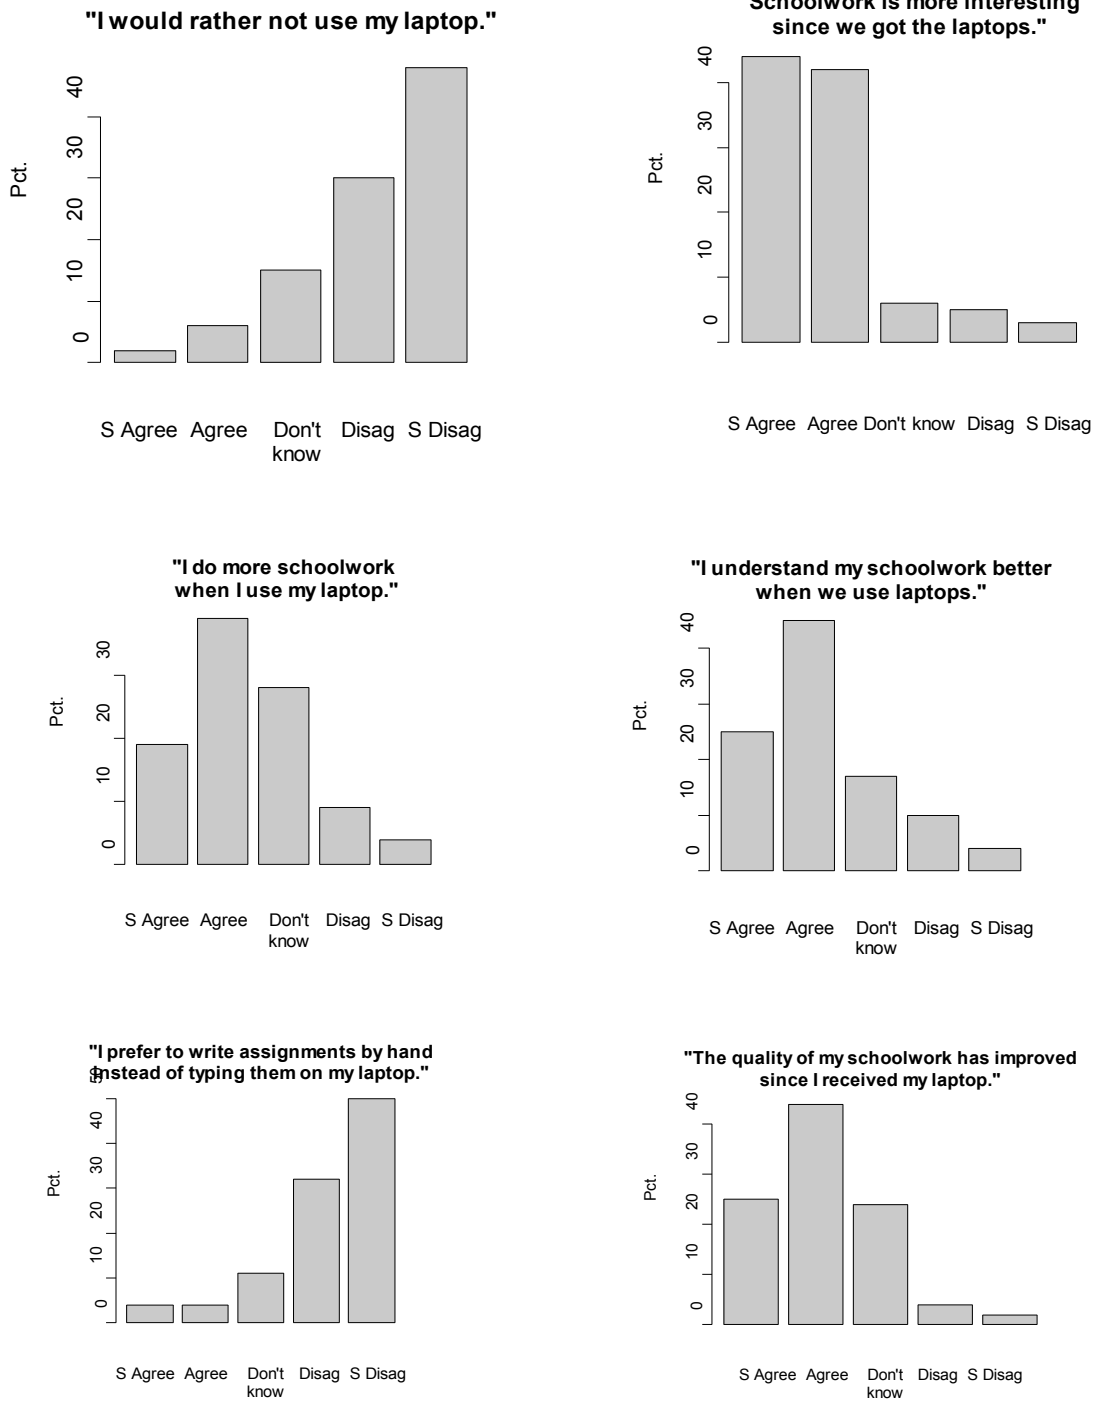 "I would rather not use my laptop."
Pct.
40
30
20
10
0
S Agree Agree Don't know Disag S Disag
Schoolwork is more interesting
since we got the laptops."
Pct.
40
30
20
10
0
S Agree Agree Don't know Disag S Disag
"I do more schoolwork
when I use my laptop."
Pct.
30
20
10
0
S Agree Agree Don't know Disag S Disag
"I understand my schoolwork better
when we use laptops."
Pct.
40
30
20
10
0
S Agree Agree Don't know Disag S Disag
"I prefer to write assignments by hand
instead of typing them on my laptop."
Pct.
50
40
30
20
10
0
S Agree Agree Don't know Disag S Disag
"The quality of my schoolwork has improved
since I received my laptop."
Pct.
40
30
20
10
0
S Agree Agree Don't know Disag S Disag